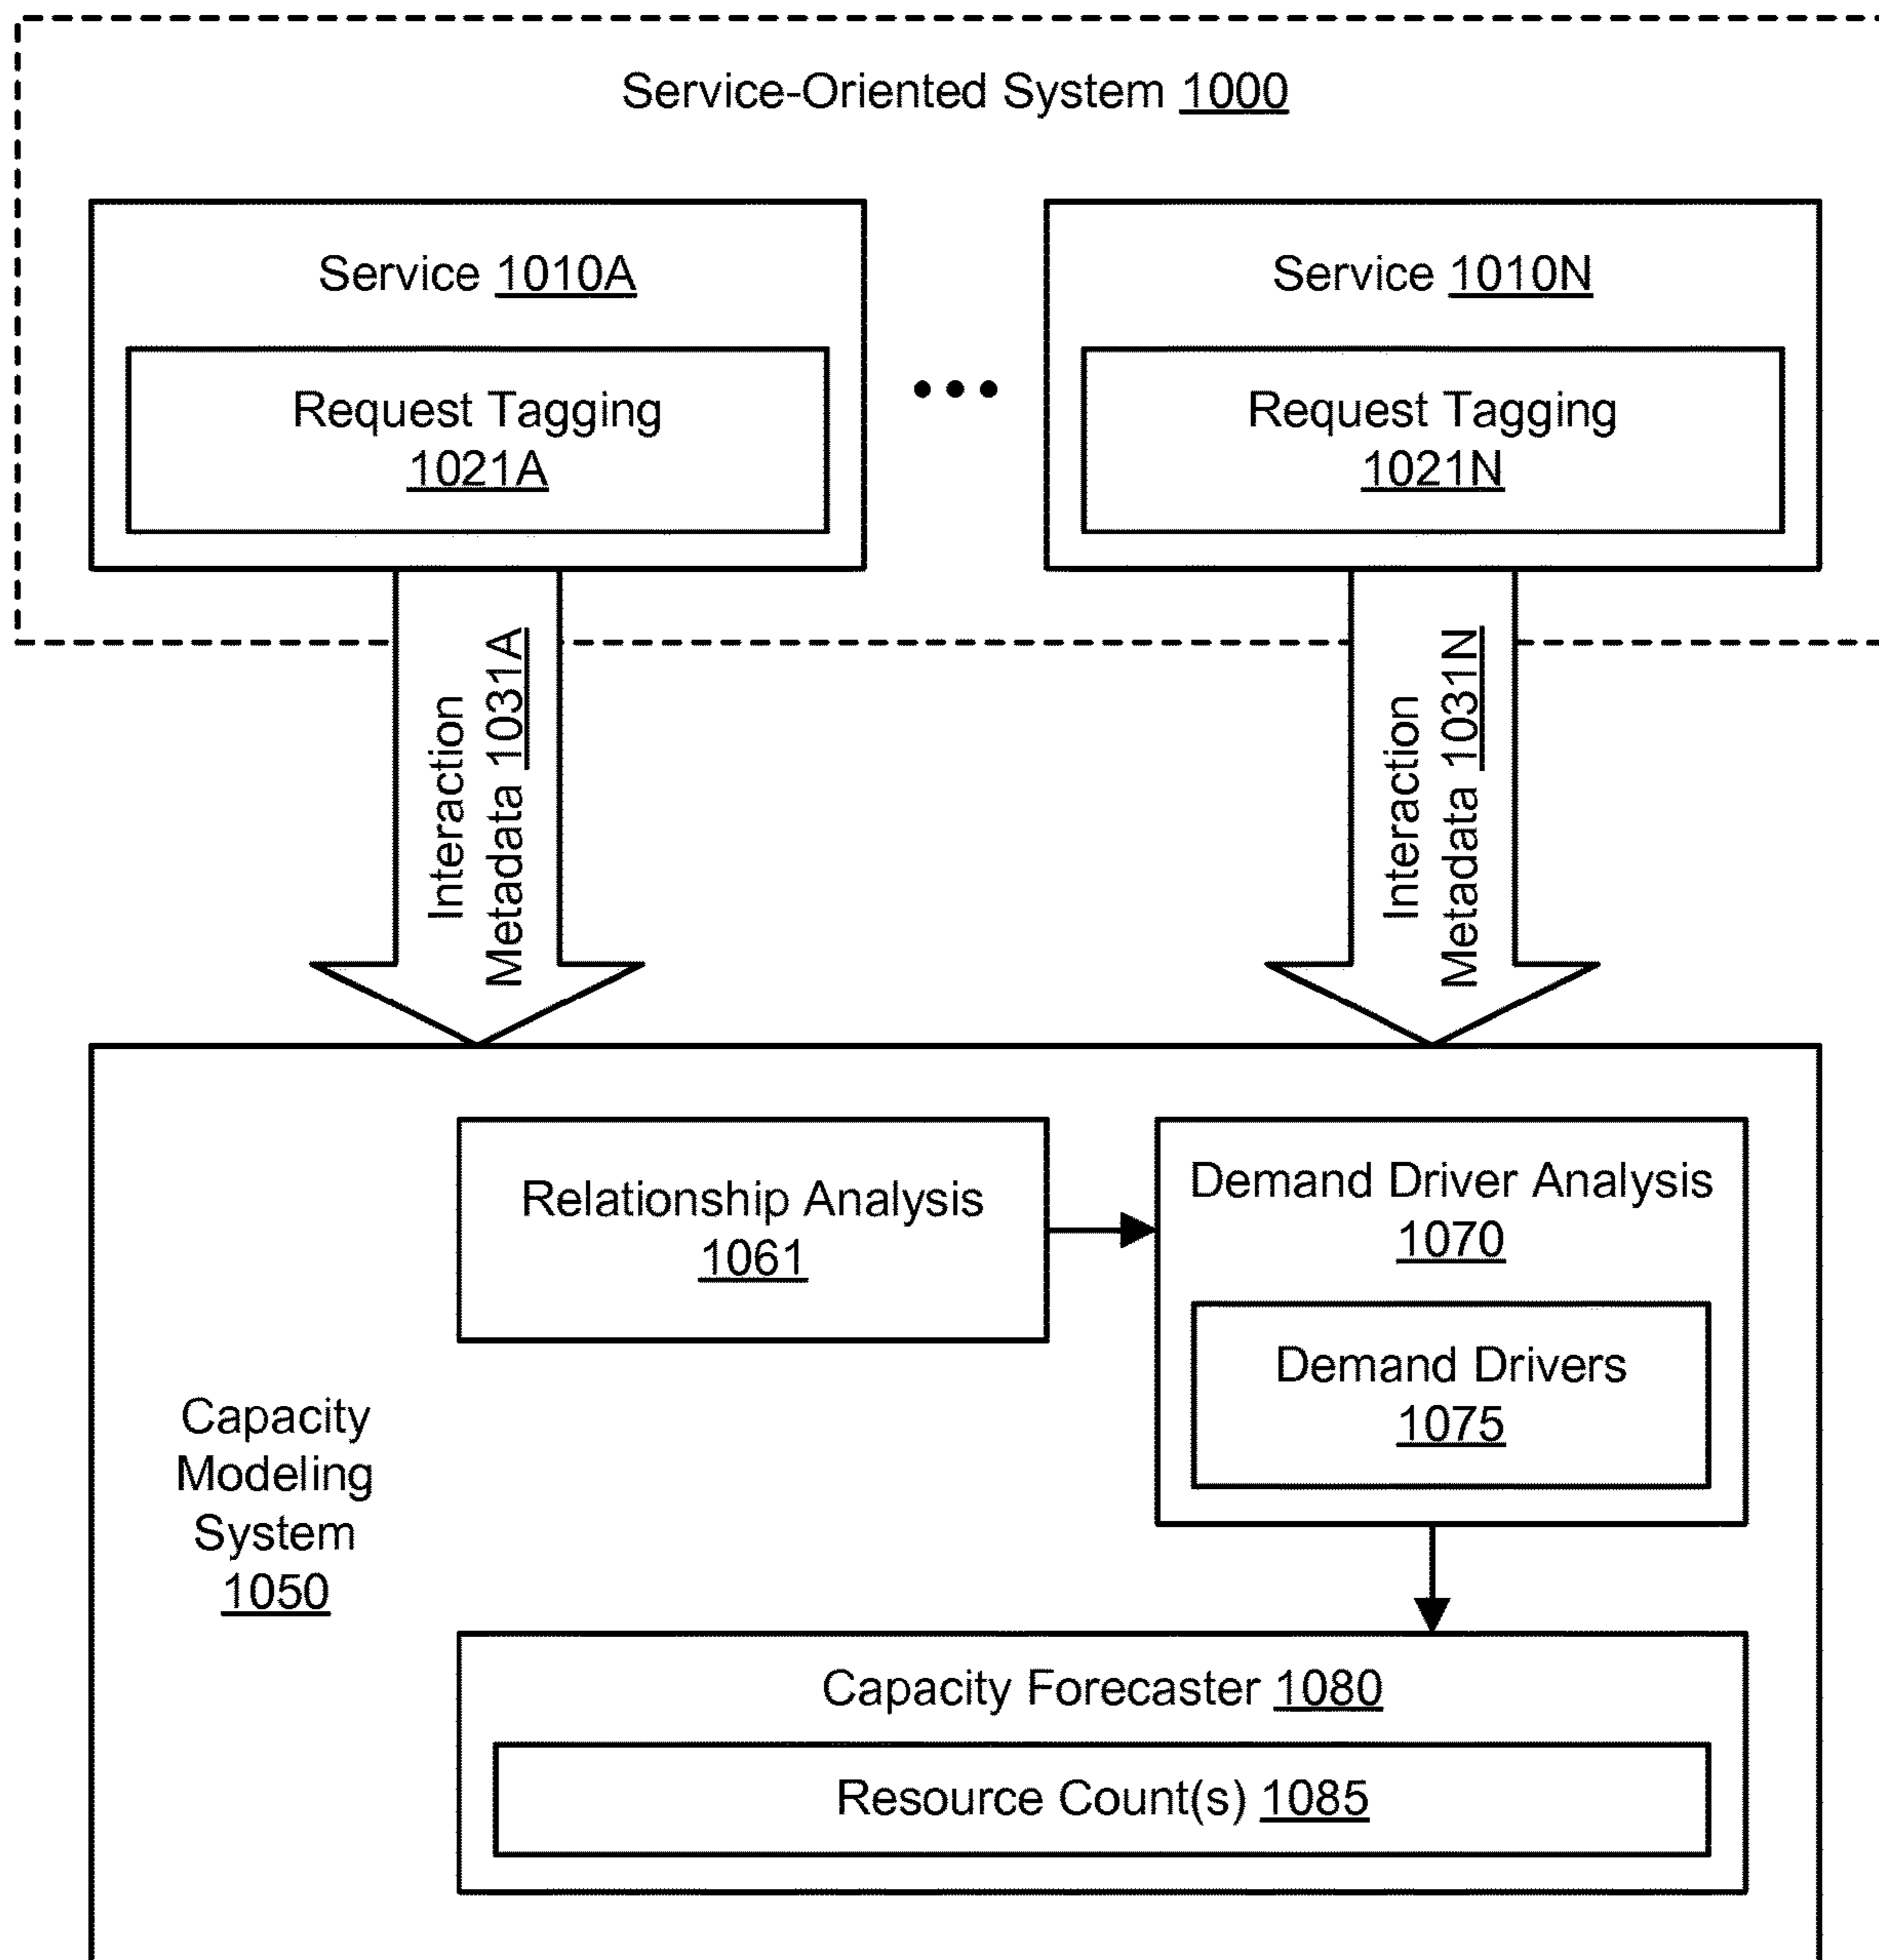 Service-Oriented System 1000
Service 1010A
Request Tagging
1021A
•••
Service 1010N
Request Tagging
1021N
Interaction
Metadata 1031A
Interaction
Metadata 1031N
Relationship Analysis
1061
Demand Driver Analysis
1070
Demand Drivers
1075
Capacity
Modeling
System
1050
Capacity Forecaster 1080
Resource Count(s) 1085